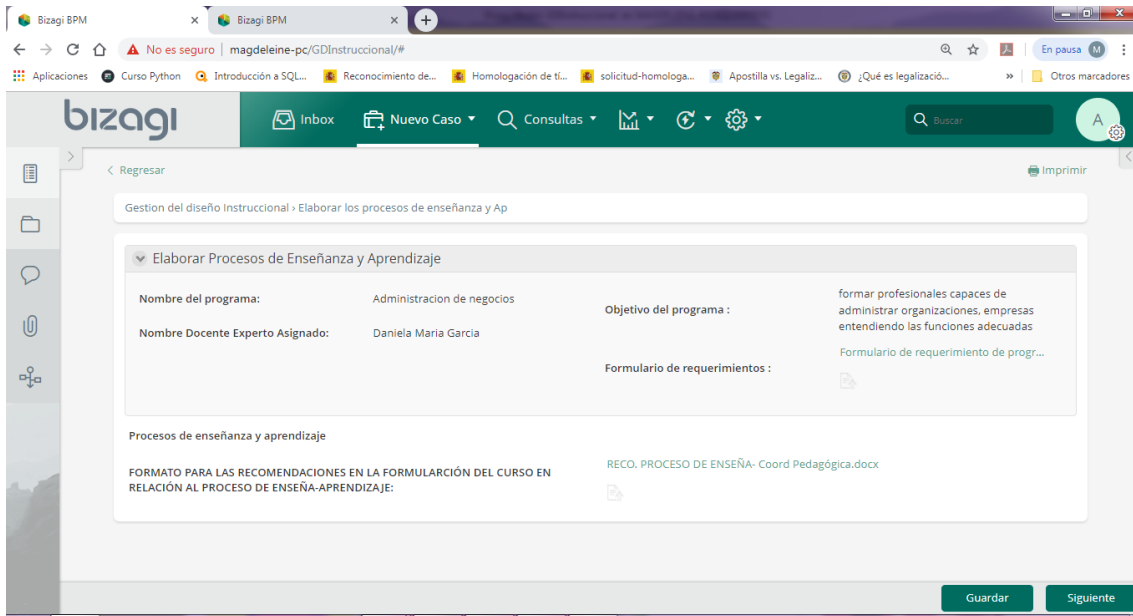 Bizagi BPM
Bizagi BPM
No es seguro | magdeleine-pc/GDInstruccional/#
En pausa M
Aplicaciones
Curso Python
Introducción a SQL...
Reconocimiento de...
Homologación de tí...
solicitud-homologa...
Apostilla vs. Legaliz...
¿Qué es legalizació...
»
Otros marcadores
bizagi
Inbox
Nuevo Caso
Consultas
Buscar
A
< Regresar
Imprimir
Gestion del diseño Instruccional › Elaborar los procesos de enseñanza y Ap
Elaborar Procesos de Enseñanza y Aprendizaje
Nombre del programa:
Administracion de negocios
Nombre Docente Experto Asignado:
Daniela Maria Garcia
Objetivo del programa :
formar profesionales capaces de
administrar organizaciones, empresas
entendiendo las funciones adecuadas
Formulario de requerimientos :
Formulario de requerimiento de progr...
Procesos de enseñanza y aprendizaje
FORMATO PARA LAS RECOMENDACIONES EN LA FORMULARCIÓN DEL CURSO EN
RELACIÓN AL PROCESO DE ENSEÑA-APRENDIZAJE:
RECO. PROCESO DE ENSEÑA- Coord Pedagógica.docx
Guardar
Siguiente